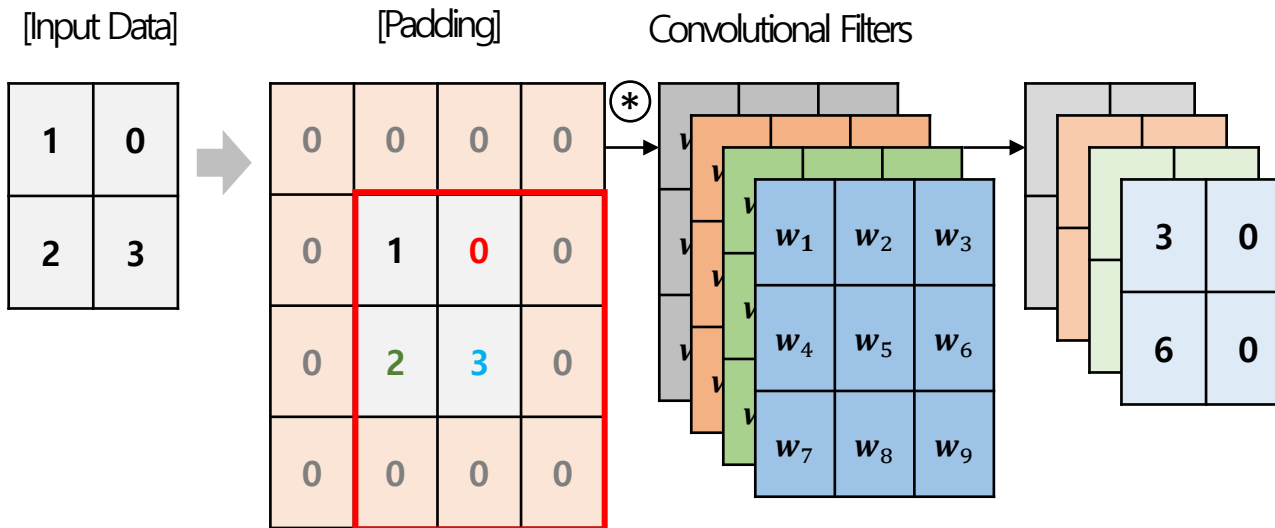 [Input Data] [Padding] Convolutional Filters
1 0
2 3
0 0 0 0
0 1 0 0
0 2 3 0
0 0 0 0
*
w1 w2 w3
w4 w5 w6
w7 w8 w9
3 0
6 0